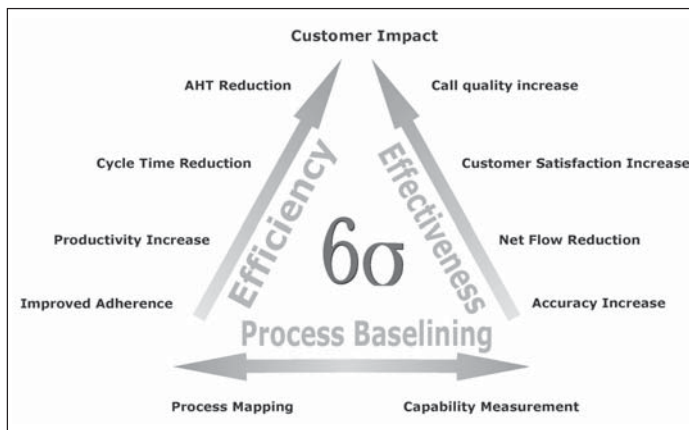 Customer Impact
AHT Reduction
Call quality increase
Cycle Time Reduction
Customer Satisfaction Increase
Productivity Increase
Net Flow Reduction
Improved Adherence
Accuracy Increase
Efficiency
Effectiveness
6σ
Process Baselining
Process Mapping
Capability Measurement